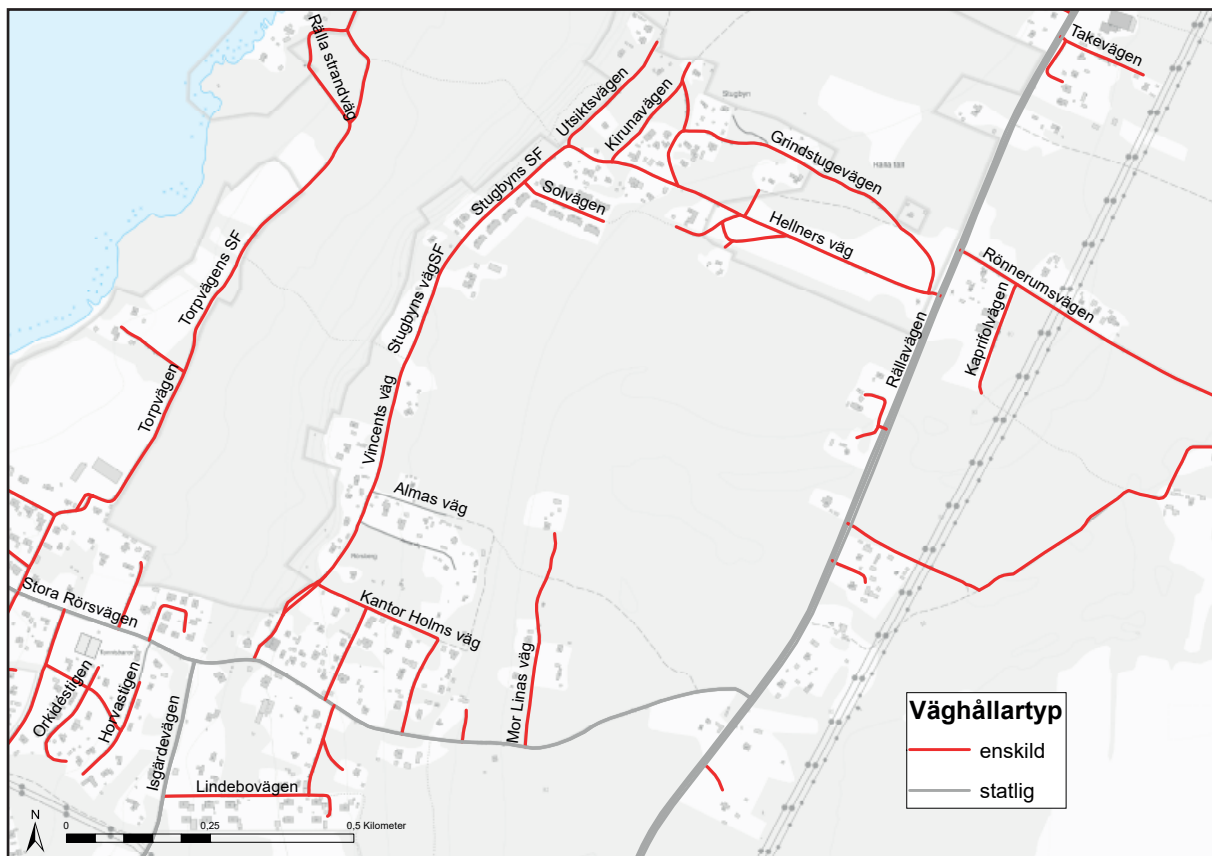 Rälla strandväg
Takevägen
Utsiktsvägen
Kirunavägen
Stugbyn
Grindstugevägen
Stugbyns SF
Solvägen
Hellners väg
Torpvägens SF
Stugbyns vägSF
Rönnerumsvägen
Kaprifolvägen
Rällavägen
Torpvägen
Vincents väg
Almas väg
Stora Rörsvägen
Kantor Holms väg
Mor Linas väg
Orkidéstigen
Horvastigen
Isgärdevägen
Lindebovägen
Väghållartyp
enskild
statlig
N
0
0,25
0,5 Kilometer